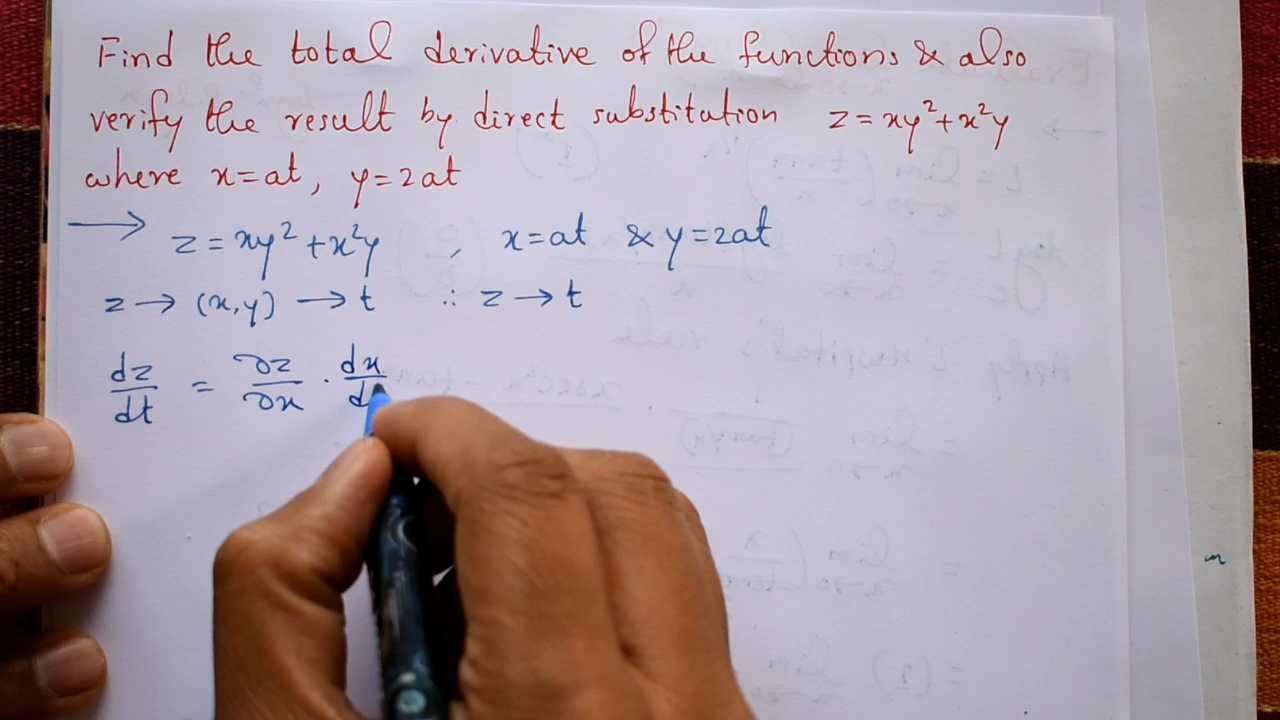 Find the total derivative of the functions & also
verify the result by direct substitution z = xy² + x²y
where x = at, y = 2at
→ z = xy² + x²y , x = at & y = 2at
z → (x,y) → t ∴ z → t
dz/dt = ∂z/∂x · dx/d